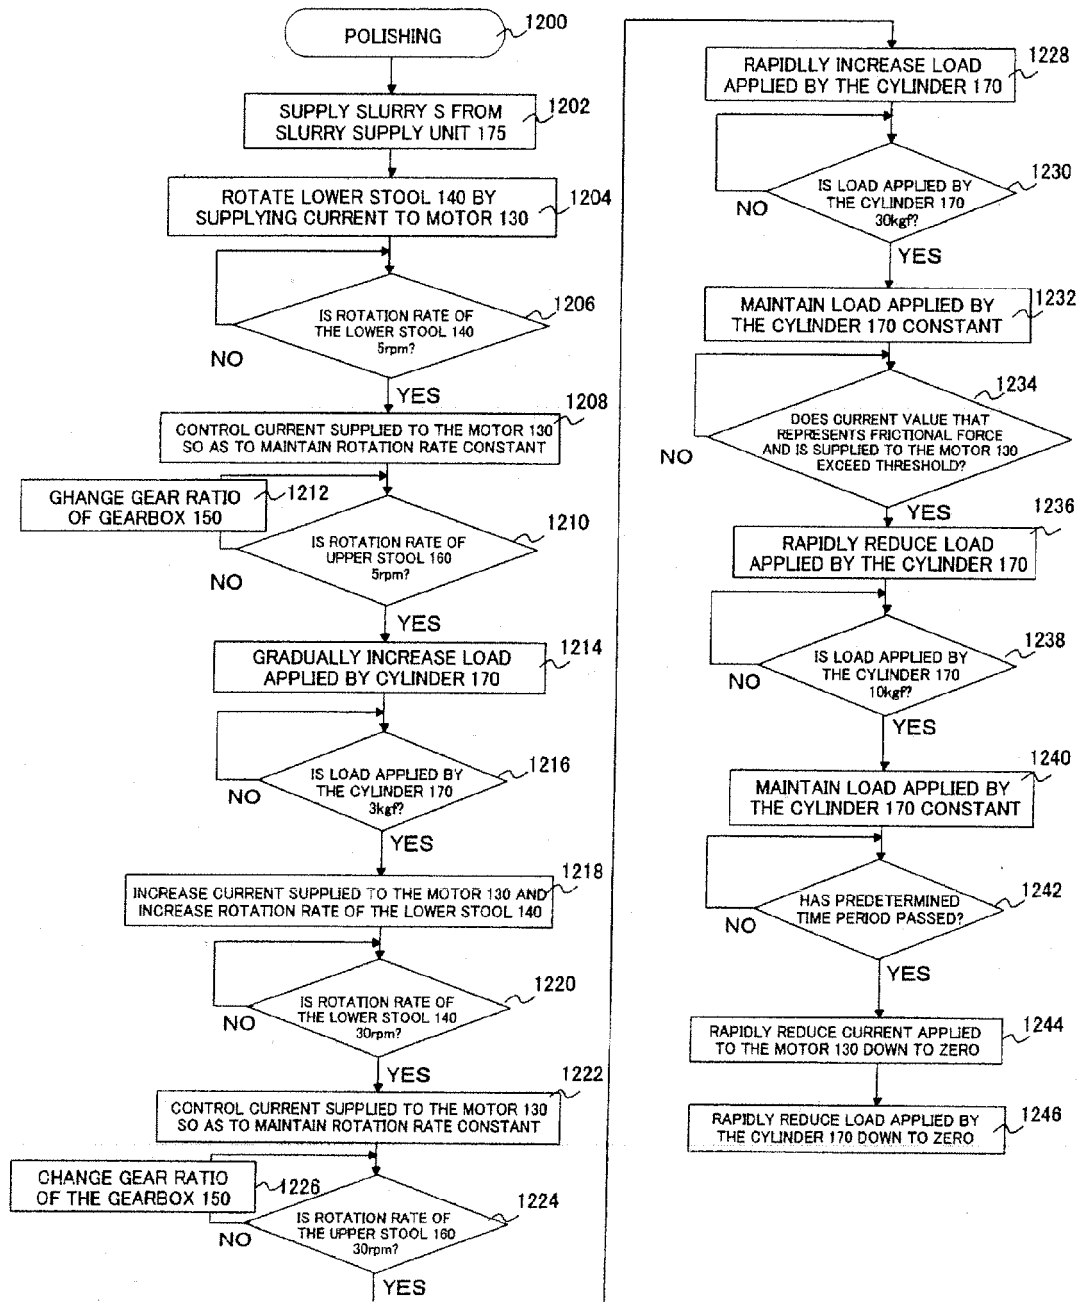 POLISHING
1200
SUPPLY SLURRY S FROM
SLURRY SUPPLY UNIT 175
1202
ROTATE LOWER STOOL 140 BY
SUPPLYING CURRENT TO MOTOR 130
1204
IS ROTATION RATE OF
THE LOWER STOOL 140
5rpm?
1206
NO
YES
1208
CONTROL CURRENT SUPPLIED TO THE MOTOR 130
SO AS TO MAINTAIN ROTATION RATE CONSTANT
GHANGE GEAR RATIO
OF GEARBOX 150
1212
IS ROTATION RATE OF
UPPER STOOL 160
5rpm?
1210
NO
YES
GRADUALLY INCREASE LOAD
APPLIED BY CYLINDER 170
1214
IS LOAD APPLIED BY
THE CYLINDER 170
3kgf?
1216
NO
YES
1218
INCREASE CURRENT SUPPLIED TO THE MOTOR 130 AND
INCREASE ROTATION RATE OF THE LOWER STOOL 140
IS ROTATION RATE OF
THE LOWER STOOL 140
30rpm?
1220
NO
YES
1222
CONTROL CURRENT SUPPLIED TO THE MOTOR 130
SO AS TO MAINTAIN ROTATION RATE CONSTANT
CHANGE GEAR RATIO
OF THE GEARBOX 150
1226
IS ROTATION RATE OF
THE UPPER STOOL 160
30rpm?
1224
NO
YES
RAPIDLLY INCREASE LOAD
APPLIED BY THE CYLINDER 170
1228
IS LOAD APPLIED BY
THE CYLINDER 170
30kgf?
1230
NO
YES
MAINTAIN LOAD APPLIED BY
THE CYLINDER 170 CONSTANT
1232
1234
DOES CURRENT VALUE THAT
REPRESENTS FRICTIONAL FORCE
AND IS SUPPLIED TO THE MOTOR 130
EXCEED THRESHOLD?
NO
YES
1236
RAPIDLY REDUCE LOAD
APPLIED BY THE CYLINDER 170
IS LOAD APPLIED BY
THE CYLINDER 170
10kgf?
1238
NO
YES
1240
MAINTAIN LOAD APPLIED BY
THE CYLINDER 170 CONSTANT
HAS PREDETERMINED
TIME PERIOD PASSED?
1242
NO
YES
RAPIDLY REDUCE CURRENT APPLIED
TO THE MOTOR 130 DOWN TO ZERO
1244
RAPIDLY REDUCE LOAD APPLIED BY
THE CYLINDER 170 DOWN TO ZERO
1246